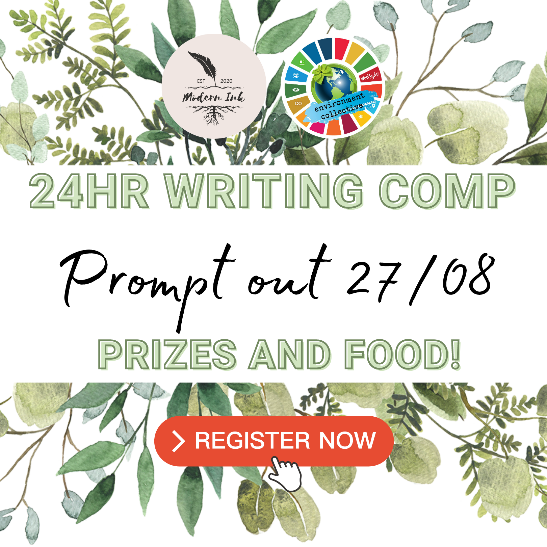 EST 2020
Modern Ink
environment
collective
24HR WRITING COMP
Prompt out 27/08
PRIZES AND FOOD!
REGISTER NOW